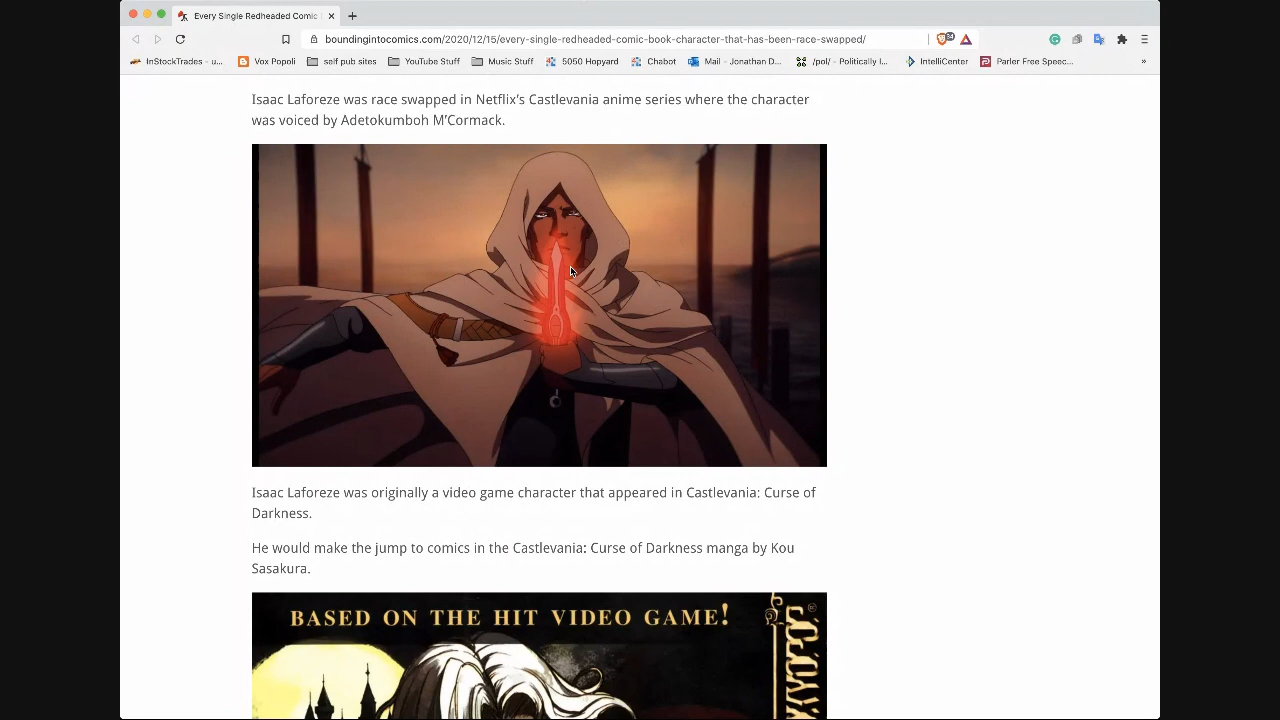 Every Single Redheaded Comic
boundingintocomics.com/2020/12/15/every-single-redheaded-comic-book-character-that-has-been-race-swapped/
InStockTrades - u... Vox Popoli self pub sites YouTube Stuff Music Stuff 5050 Hopyard Chabot Mail - Jonathan D... /pol/ - Politically I... IntelliCenter Parler Free Speec... »
Isaac Laforeze was race swapped in Netflix's Castlevania anime series where the character
was voiced by Adetokumboh M'Cormack.
Isaac Laforeze was originally a video game character that appeared in Castlevania: Curse of
Darkness.
He would make the jump to comics in the Castlevania: Curse of Darkness manga by Kou
Sasakura.
BASED ON THE HIT VIDEO GAME!